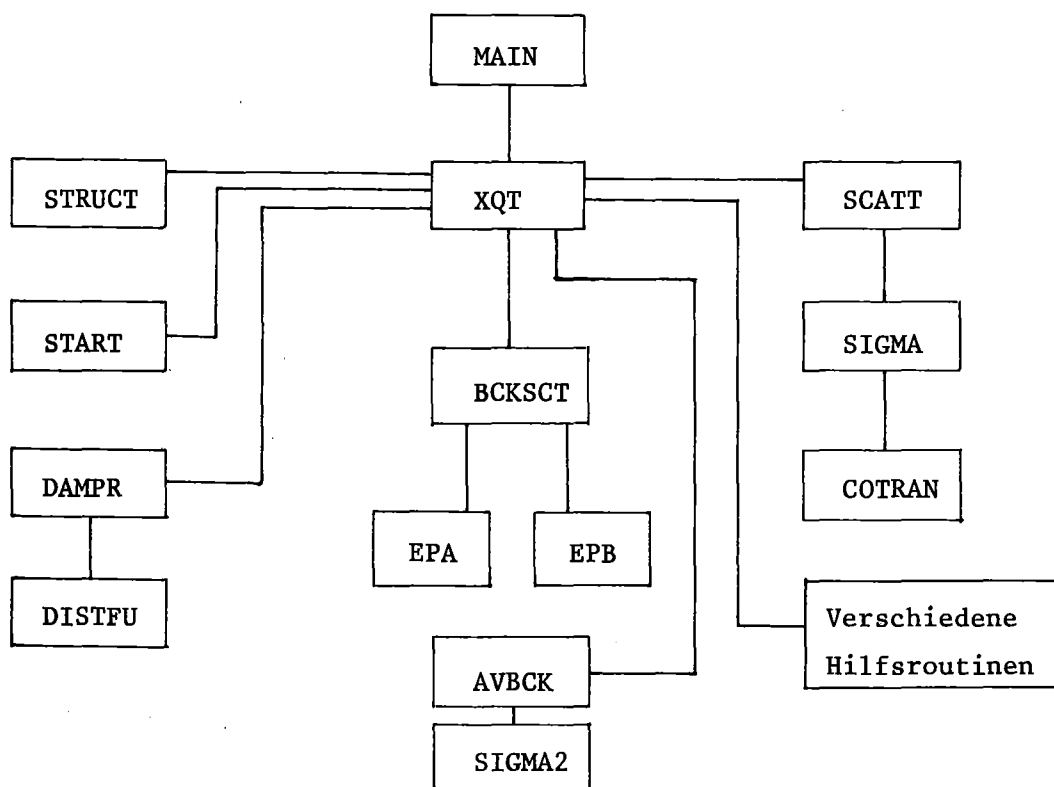 MAIN
STRUCT
XQT
SCATT
START
SIGMA
BCKSCT
DAMPR
COTRAN
EPA
EPB
DISTFU
Verschiedene
Hilfsroutinen
AVBCK
SIGMA2